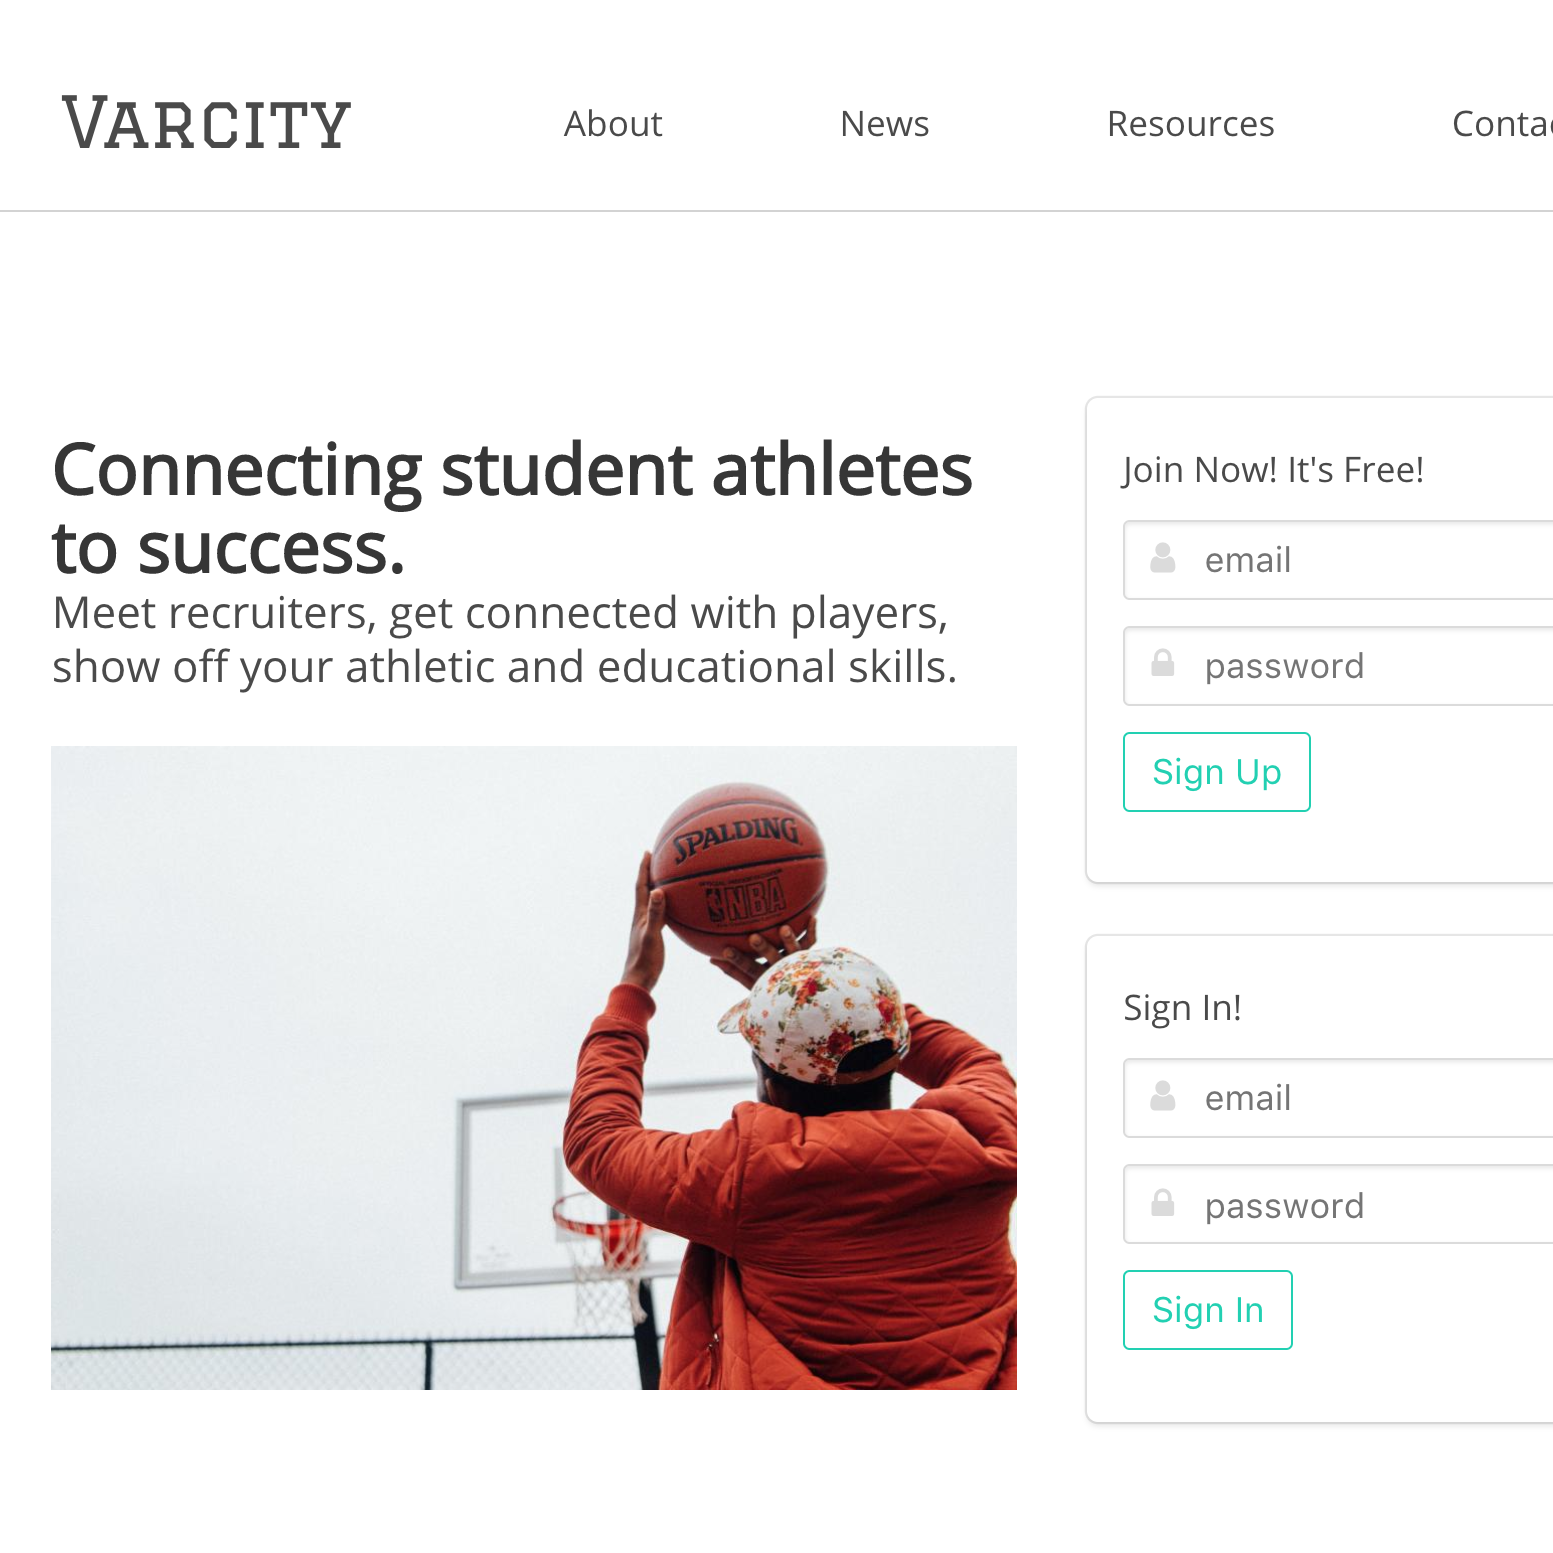 VARCITY
About
News
Resources
Contac
Connecting student athletes
to success.
Meet recruiters, get connected with players,
show off your athletic and educational skills.
Join Now! It's Free!
email
password
Sign Up
SPALDING
NBA
Sign In!
email
password
Sign In